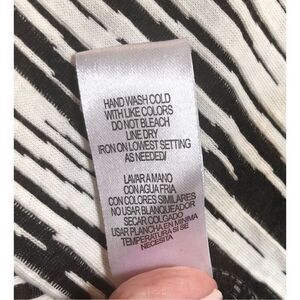 HAND WASH COLD
WITH LIKE COLORS
DO NOT BLEACH
LINE DRY
IRON ON LOWEST SETTING
AS NEEDED/
LAVAR A MANO
CON AGUA FRIA
CON COLORES SIMILARES
NO USAR BLANQUEADOR
SECAR COLGADO
USAR PLANCHA EN MINIMA
TEMPERATURA SI SE
NECESITA